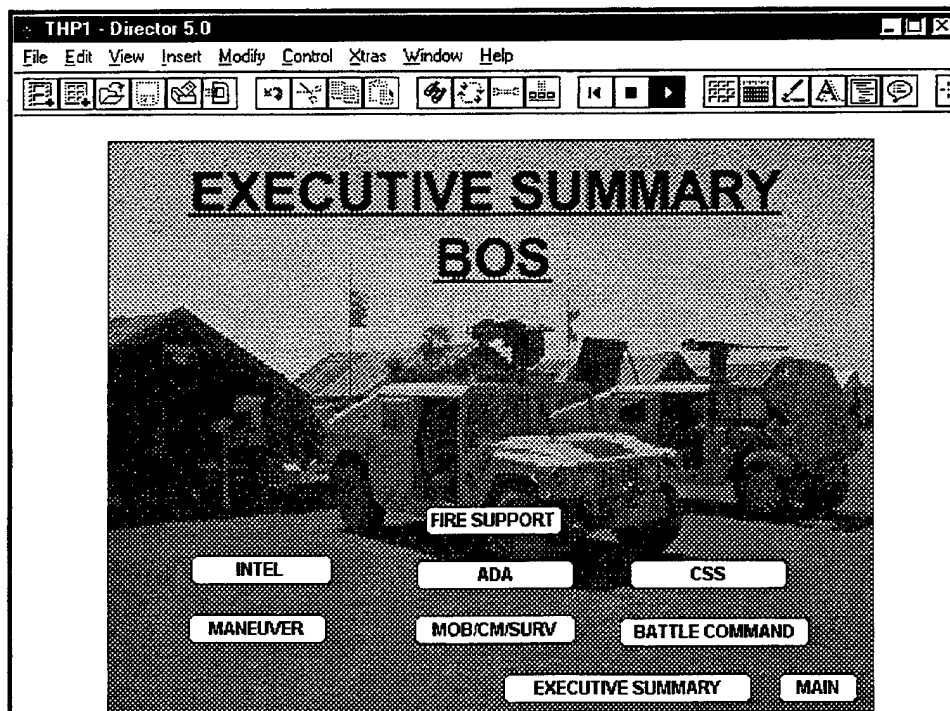 THP1 - Director 5.0
File Edit View Insert Modify Control Xtras Window Help
EXECUTIVE SUMMARY
BOS
FIRE SUPPORT
INTEL ADA CSS
MANEUVER MOB/CM/SURV BATTLE COMMAND
EXECUTIVE SUMMARY MAIN